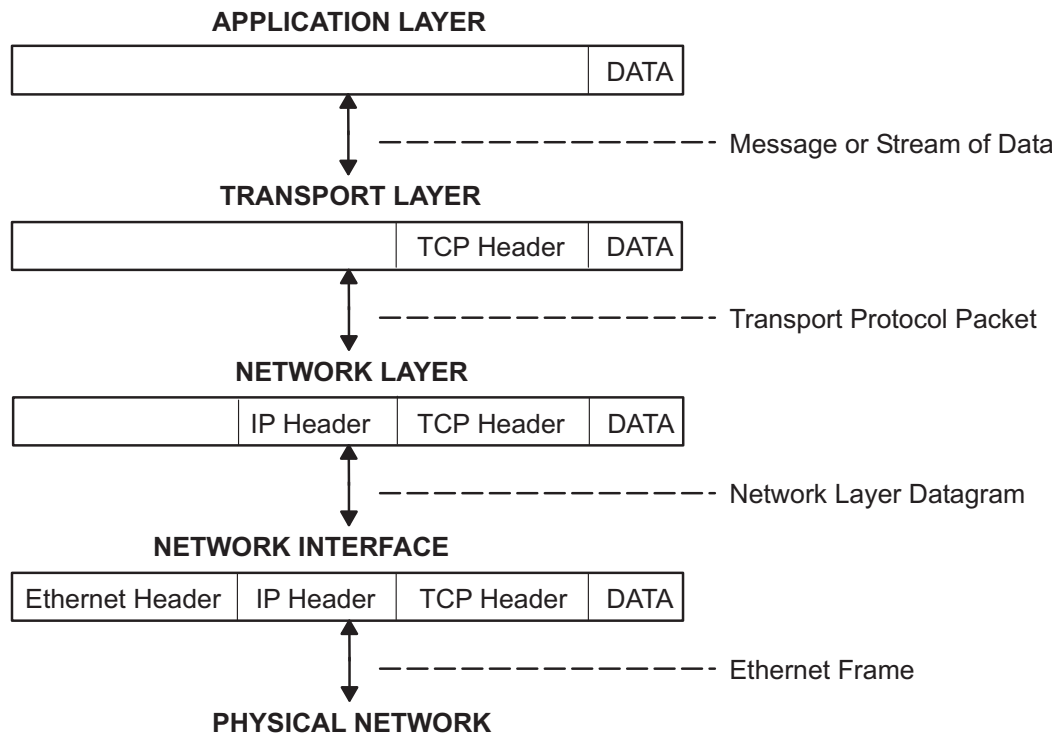 APPLICATION LAYER
DATA
Message or Stream of Data
TRANSPORT LAYER
TCP Header DATA
Transport Protocol Packet
NETWORK LAYER
IP Header TCP Header DATA
Network Layer Datagram
NETWORK INTERFACE
Ethernet Header IP Header TCP Header DATA
Ethernet Frame
PHYSICAL NETWORK